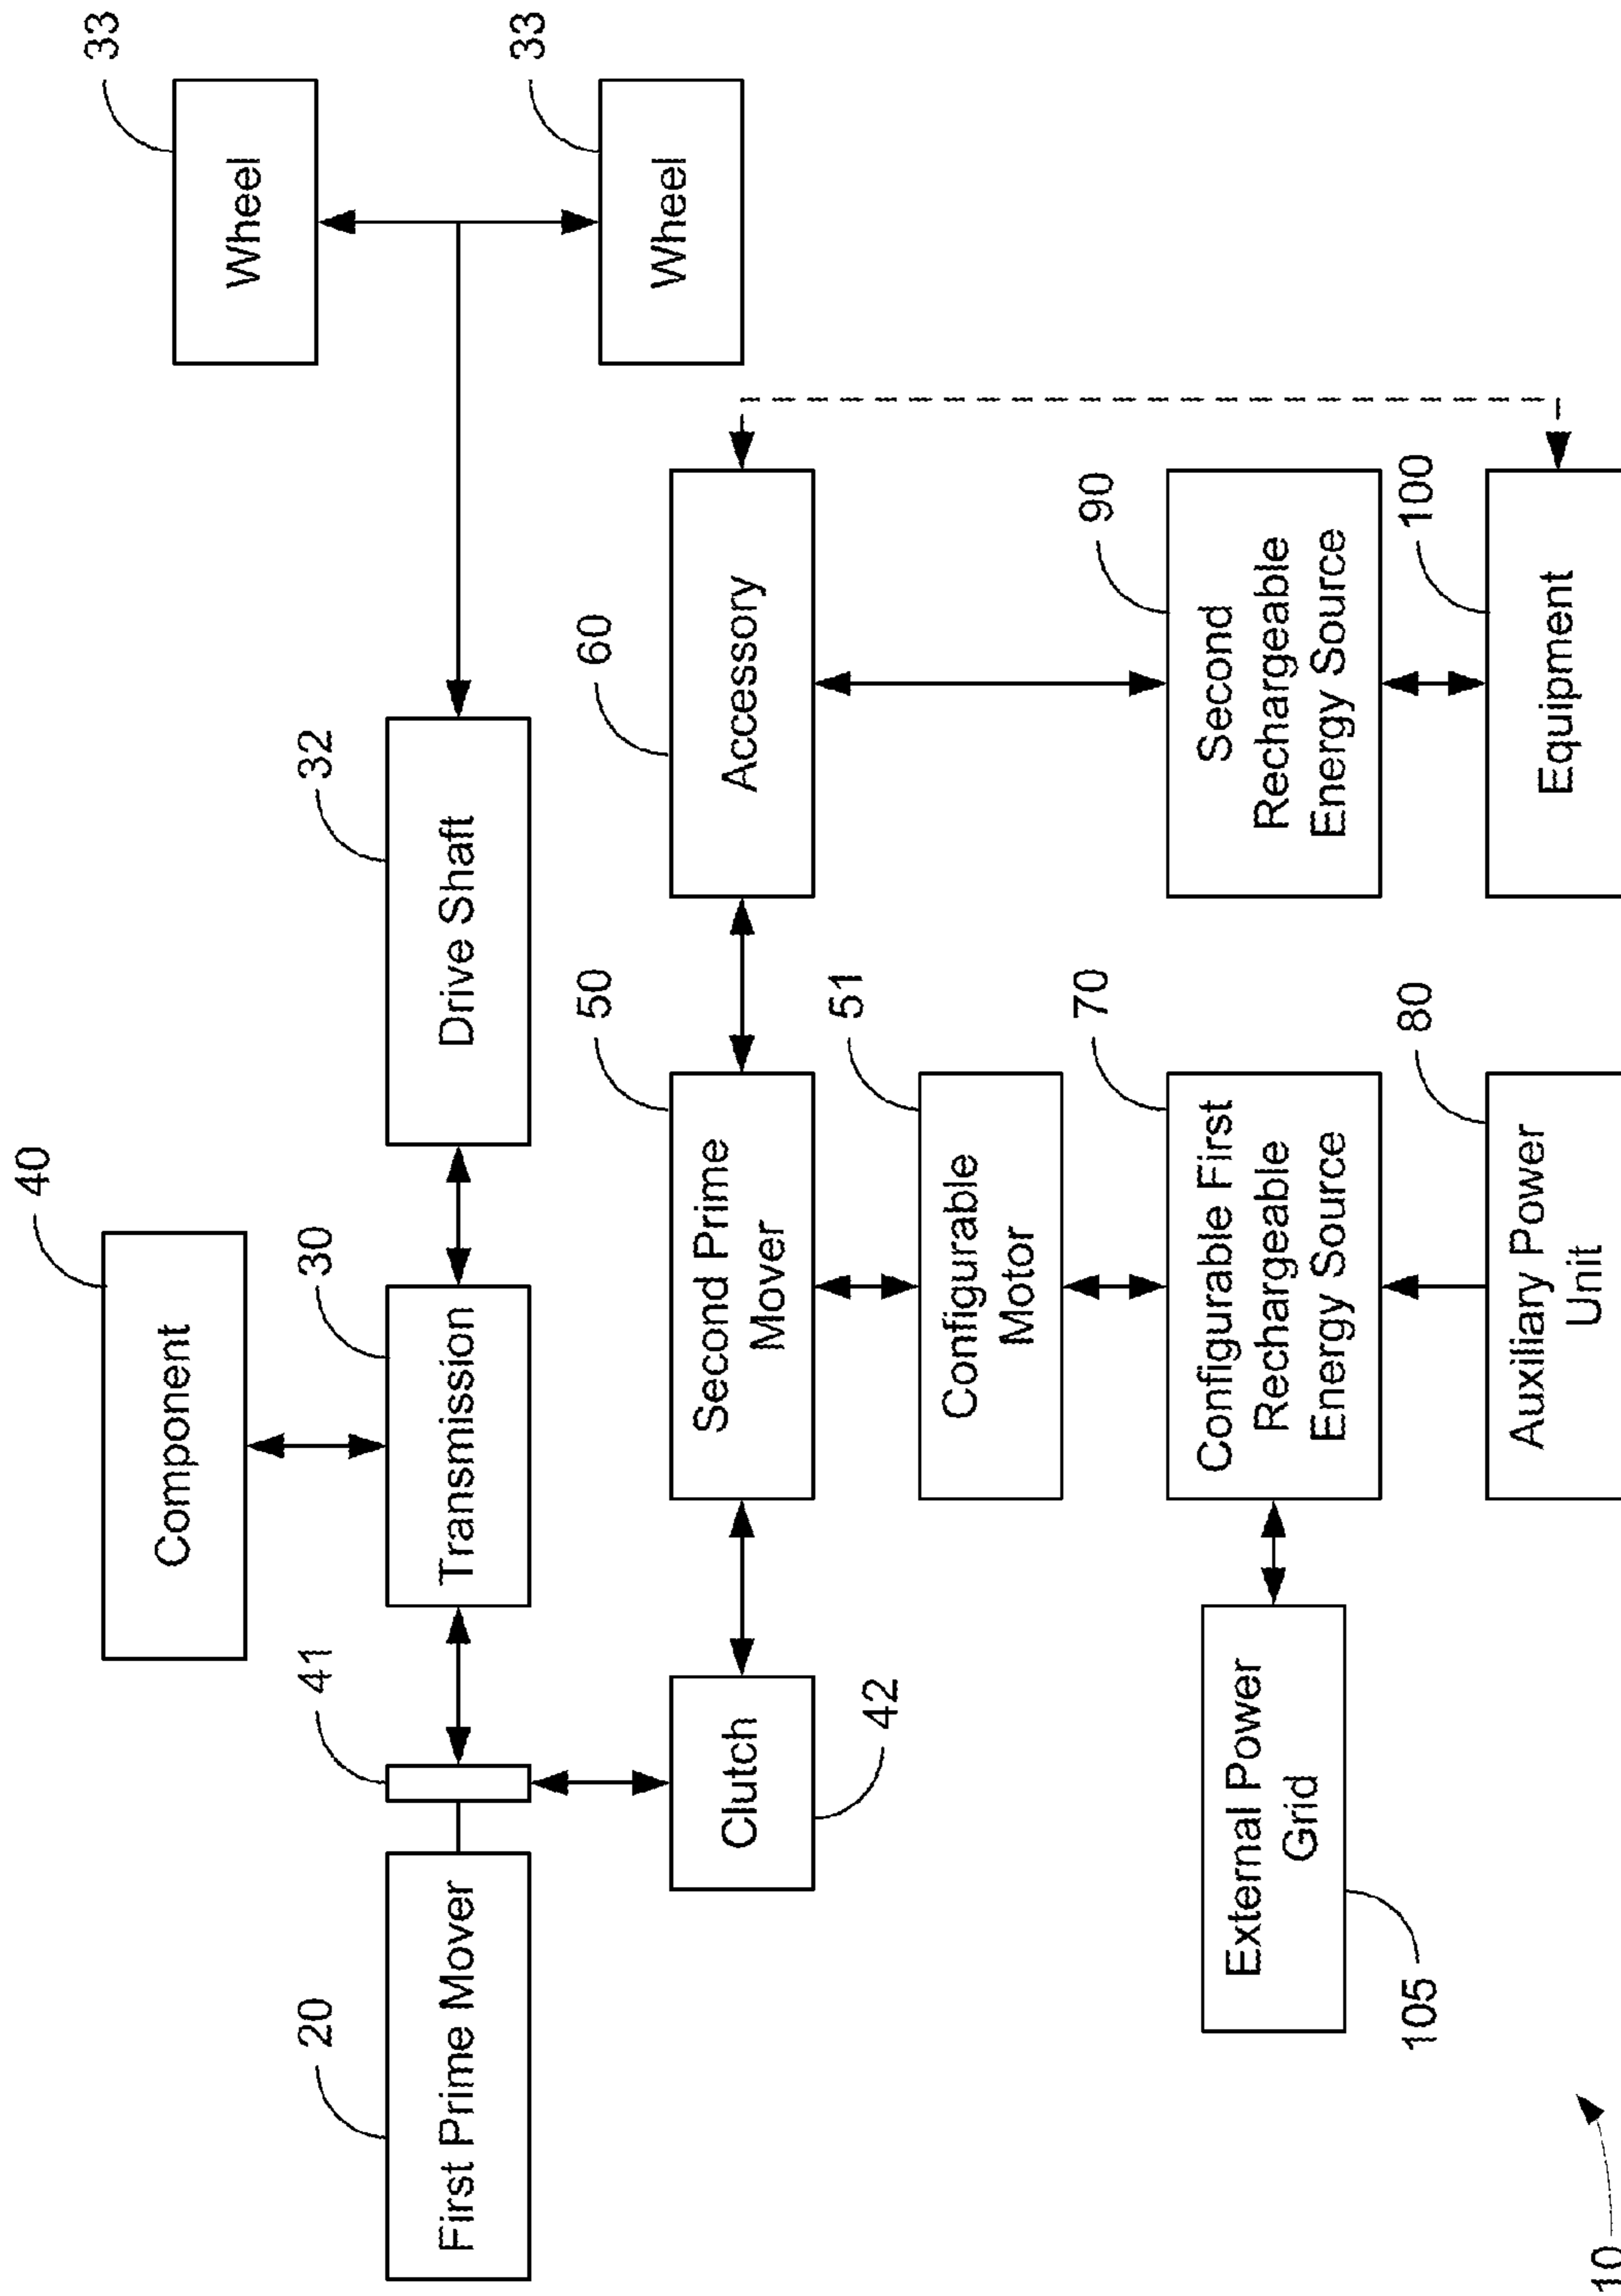 40
Component
33
Wheel
20
First Prime Mover
41
30
Transmission
32
Drive Shaft
33
Wheel
Clutch
42
50
Second Prime
Mover
60
Accessory
51
Configurable
Motor
105
External Power
Grid
70
Configurable First
Rechargeable
Energy Source
90
Second
Rechargeable
Energy Source
80
Auxiliary Power
Unit
100
Equipment
10